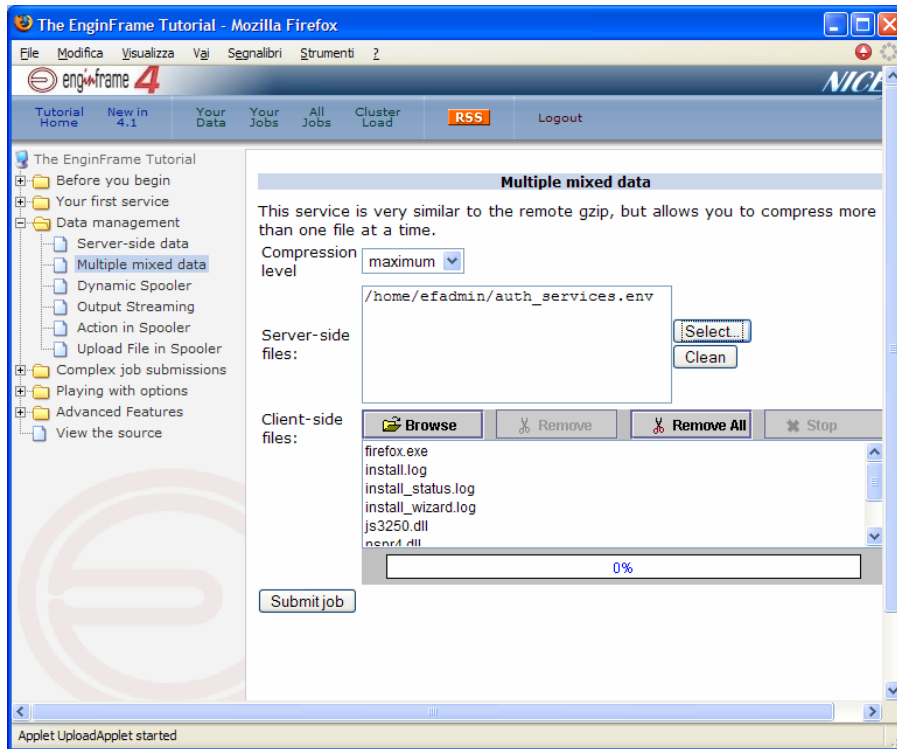 The EnginFrame Tutorial - Mozilla Firefox
File Modifica Visualizza Vai Segnalibri Strumenti ?
enginframe 4
NICE
Tutorial Home
New in 4.1
Your Data
Your Jobs
All Jobs
Cluster Load
RSS
Logout
The EnginFrame Tutorial
Before you begin
Your first service
Data management
Server-side data
Multiple mixed data
Dynamic Spooler
Output Streaming
Action in Spooler
Upload File in Spooler
Complex job submissions
Playing with options
Advanced Features
View the source
Multiple mixed data
This service is very similar to the remote gzip, but allows you to compress more
than one file at a time.
Compression level
maximum
Server-side files:
/home/efadmin/auth_services.env
Select...
Clean
Client-side files:
Browse
Remove
Remove All
Stop
firefox.exe
install.log
install_status.log
install_wizard.log
js3250.dll
nspr4.dll
0%
Submit job
Applet UploadApplet started